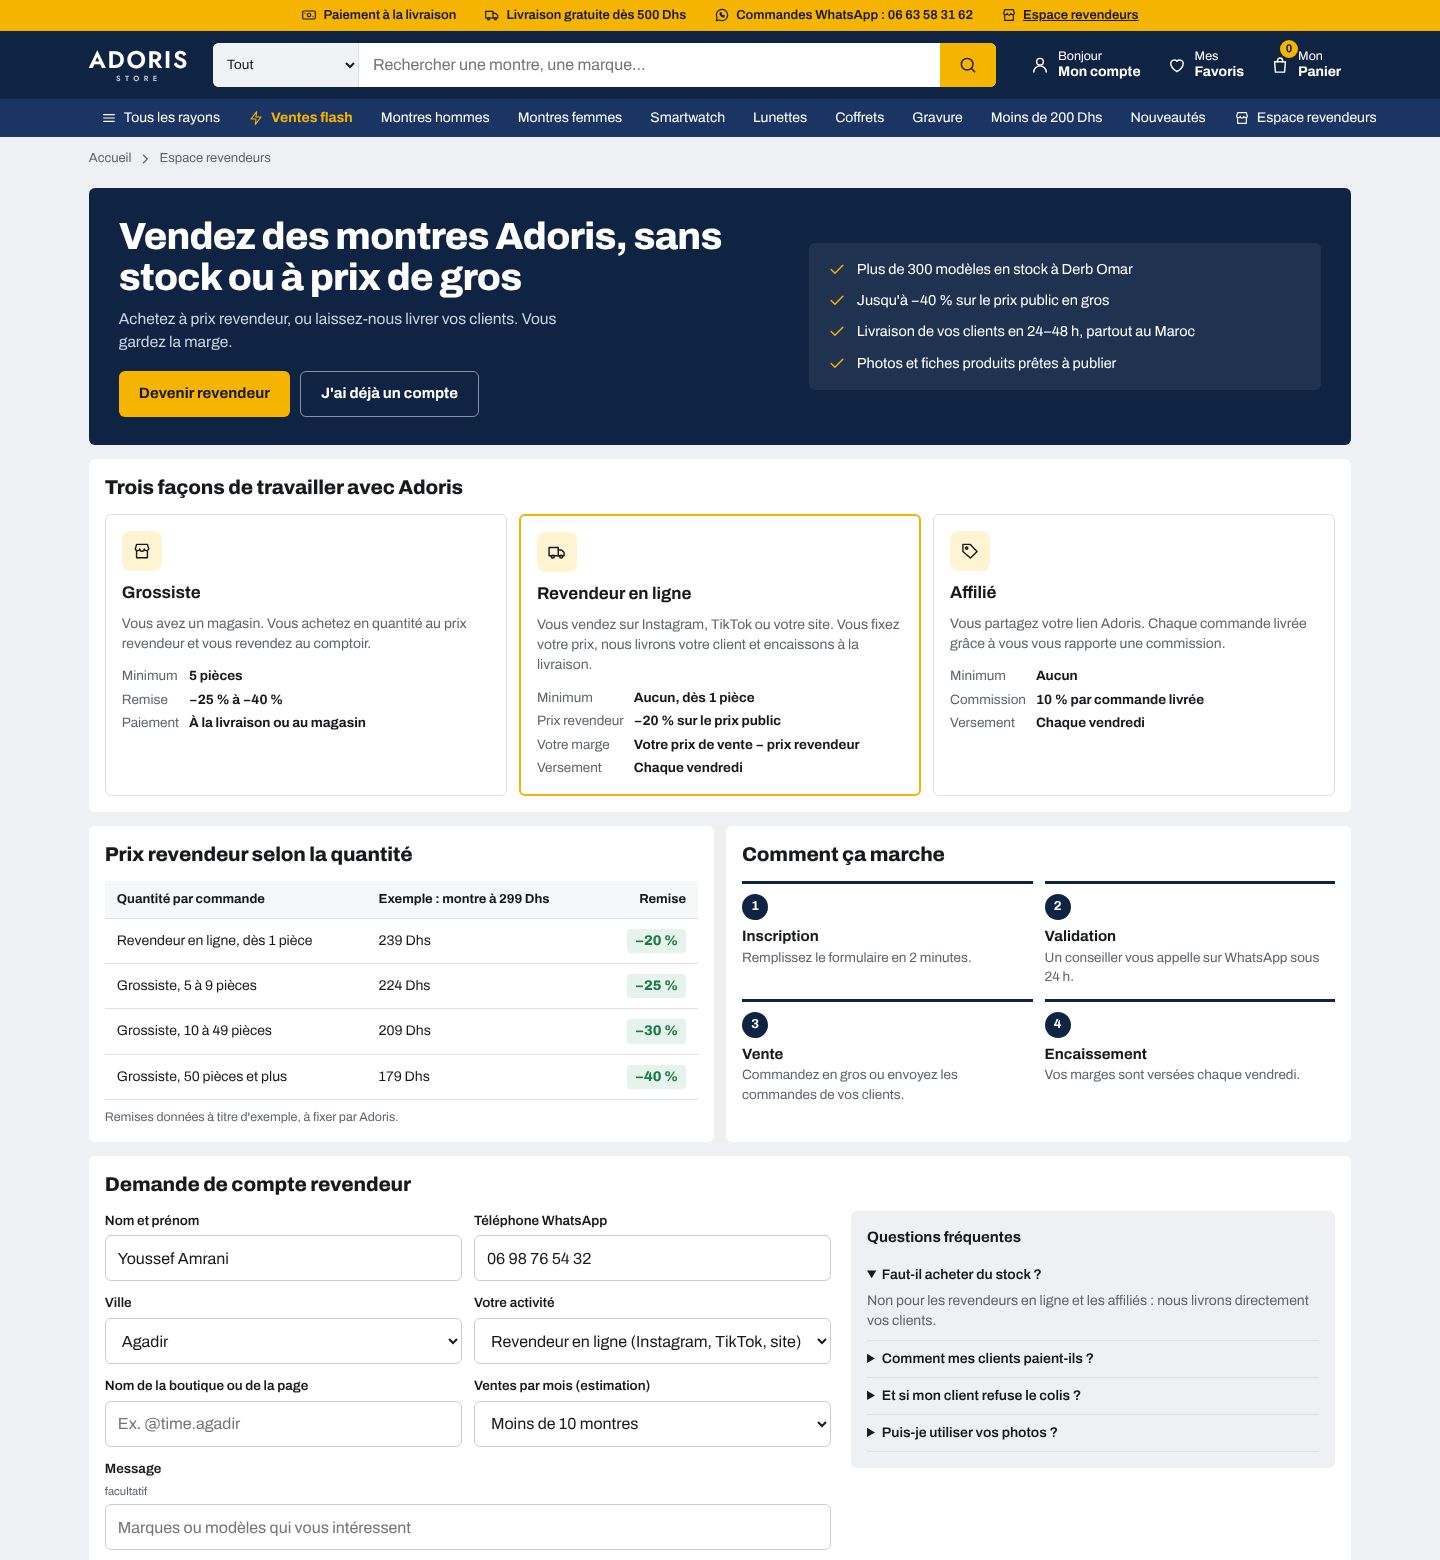 Paiement à la livraison
Livraison gratuite dès 500 Dhs
Commandes WhatsApp : 06 63 58 31 62
Espace revendeurs
ADORIS
STORE
Tout
Rechercher une montre, une marque...
Bonjour
Mon compte
Mes
Favoris
0
Mon
Panier
Tous les rayons
Ventes flash
Montres hommes
Montres femmes
Smartwatch
Lunettes
Coffrets
Gravure
Moins de 200 Dhs
Nouveautés
Espace revendeurs
Accueil
Espace revendeurs
Vendez des montres Adoris, sans
stock ou à prix de gros
Achetez à prix revendeur, ou laissez-nous livrer vos clients. Vous
gardez la marge.
Devenir revendeur
J'ai déjà un compte
Plus de 300 modèles en stock à Derb Omar
Jusqu'à −40 % sur le prix public en gros
Livraison de vos clients en 24–48 h, partout au Maroc
Photos et fiches produits prêtes à publier
Trois façons de travailler avec Adoris
Grossiste
Vous avez un magasin. Vous achetez en quantité au prix
revendeur et vous revendez au comptoir.
Minimum 5 pièces
Remise −25 % à −40 %
Paiement À la livraison ou au magasin
Revendeur en ligne
Vous vendez sur Instagram, TikTok ou votre site. Vous fixez
votre prix, nous livrons votre client et encaissons à la
livraison.
Minimum Aucun, dès 1 pièce
Prix revendeur −20 % sur le prix public
Votre marge Votre prix de vente − prix revendeur
Versement Chaque vendredi
Affilié
Vous partagez votre lien Adoris. Chaque commande livrée
grâce à vous vous rapporte une commission.
Minimum Aucun
Commission 10 % par commande livrée
Versement Chaque vendredi
Prix revendeur selon la quantité
Quantité par commande Exemple : montre à 299 Dhs Remise
Revendeur en ligne, dès 1 pièce 239 Dhs −20 %
Grossiste, 5 à 9 pièces 224 Dhs −25 %
Grossiste, 10 à 49 pièces 209 Dhs −30 %
Grossiste, 50 pièces et plus 179 Dhs −40 %
Remises données à titre d'exemple, à fixer par Adoris.
Comment ça marche
1
Inscription
Remplissez le formulaire en 2 minutes.
2
Validation
Un conseiller vous appelle sur WhatsApp sous
24 h.
3
Vente
Commandez en gros ou envoyez les
commandes de vos clients.
4
Encaissement
Vos marges sont versées chaque vendredi.
Demande de compte revendeur
Nom et prénom
Youssef Amrani
Téléphone WhatsApp
06 98 76 54 32
Ville
Agadir
Votre activité
Revendeur en ligne (Instagram, TikTok, site)
Nom de la boutique ou de la page
Ex. @time.agadir
Ventes par mois (estimation)
Moins de 10 montres
Message
facultatif
Marques ou modèles qui vous intéressent
Questions fréquentes
Faut-il acheter du stock ?
Non pour les revendeurs en ligne et les affiliés : nous livrons directement
vos clients.
Comment mes clients paient-ils ?
Et si mon client refuse le colis ?
Puis-je utiliser vos photos ?